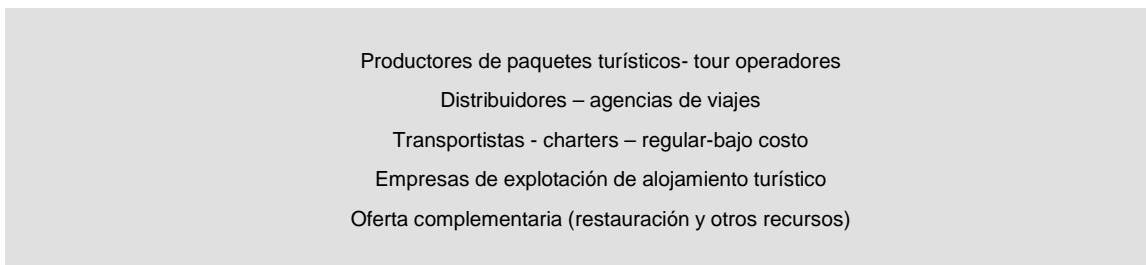 Productores de paquetes turísticos- tour operadores
Distribuidores – agencias de viajes
Transportistas - charters – regular-bajo costo
Empresas de explotación de alojamiento turístico
Oferta complementaria (restauración y otros recursos)